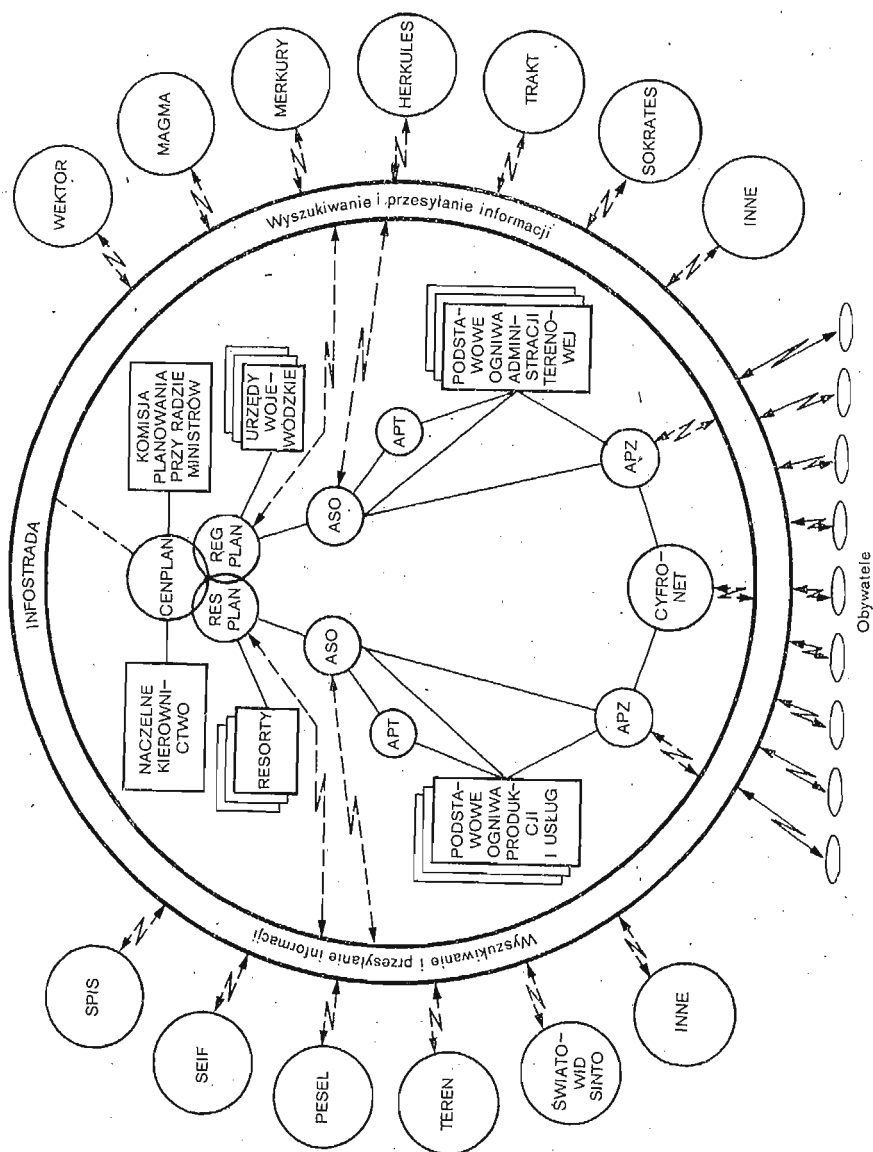 INFOSTRADA
SPIS
SEIF
PESEL
TEREN
ŚWIATO–
WID
SINTO
INNE
WEKTOR
MAGMA
MERKURY
HERKULES
TRAKT
SOKRATES
INNE
Wyszukiwanie i przesyłanie informacji
Wyszukiwanie i przesyłanie informacji
NACZELNE
KIEROWNI–
CTWO
CENPLAN
KOMISJA
PLANOWANIA
PRZY RADZIE
MINISTRÓW
RESORTY
RES
PLAN
REG
PLAN
URZĘDY
WOJE–
WÓDZKIE
ASO
ASO
APT
APT
PODSTA–
WOWE
OGNIWA
PRODUK–
CJI
I USŁUG
PODSTA–
WOWE
OGNIWA
ADMINI–
STRACJI
TERENO–
WEJ
APZ
APZ
CYFRO–
NET
Obywatele